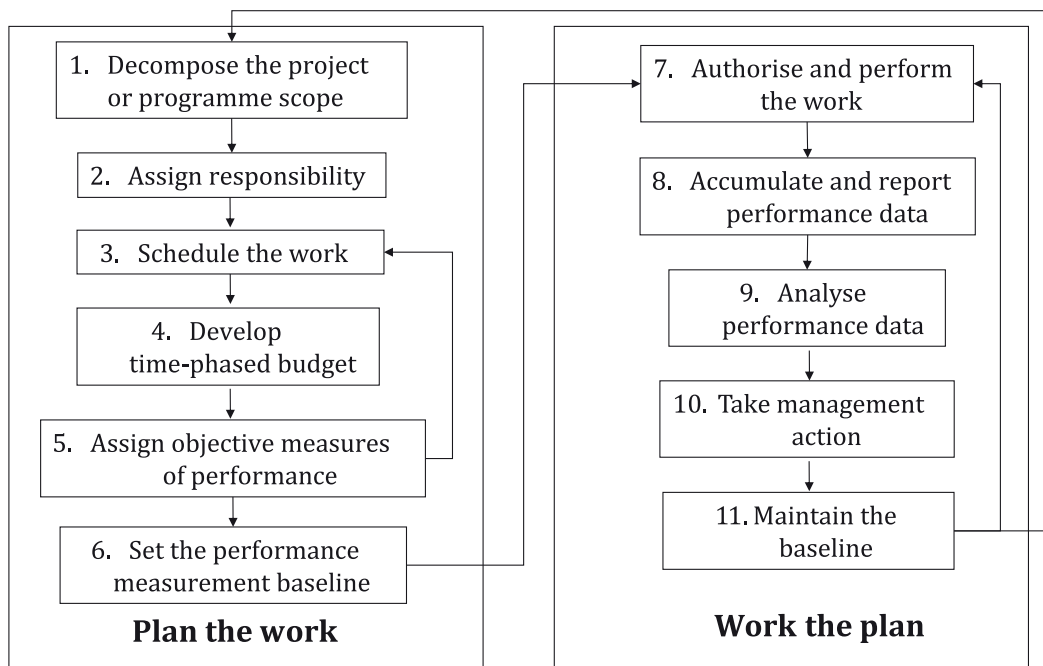 1. Decompose the project
or programme scope
2. Assign responsibility
3. Schedule the work
4. Develop
time-phased budget
5. Assign objective measures
of performance
6. Set the performance
measurement baseline
Plan the work
7. Authorise and perform
the work
8. Accumulate and report
performance data
9. Analyse
performance data
10. Take management
action
11. Maintain the
baseline
Work the plan